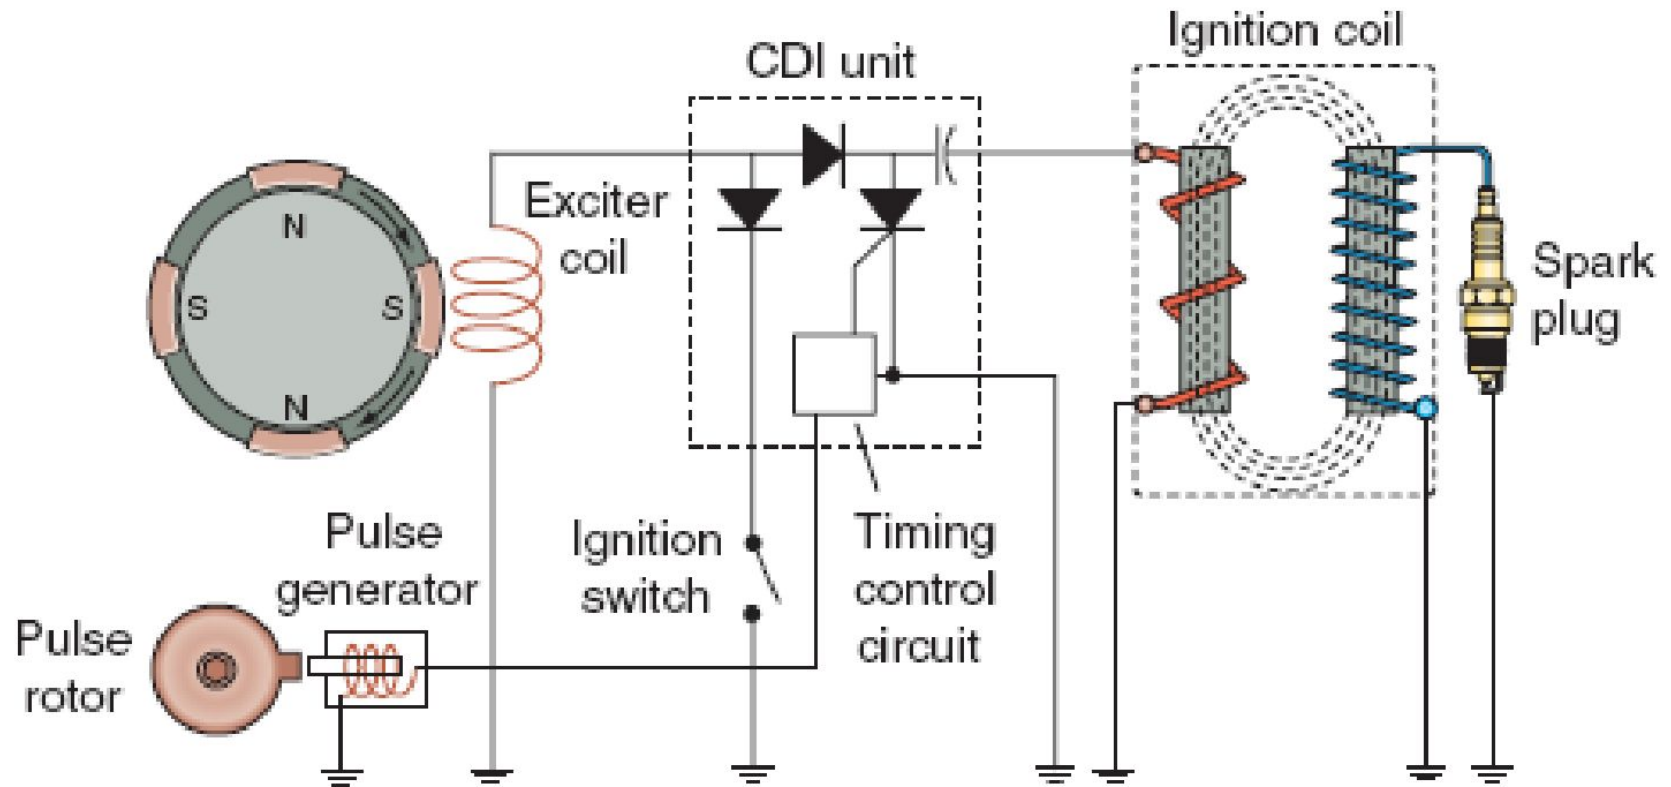 Ignition coil
CDI unit
Exciter
coil
N
S
S
N
Spark
plug
Pulse
generator
Ignition
switch
Timing
control
circuit
Pulse
rotor